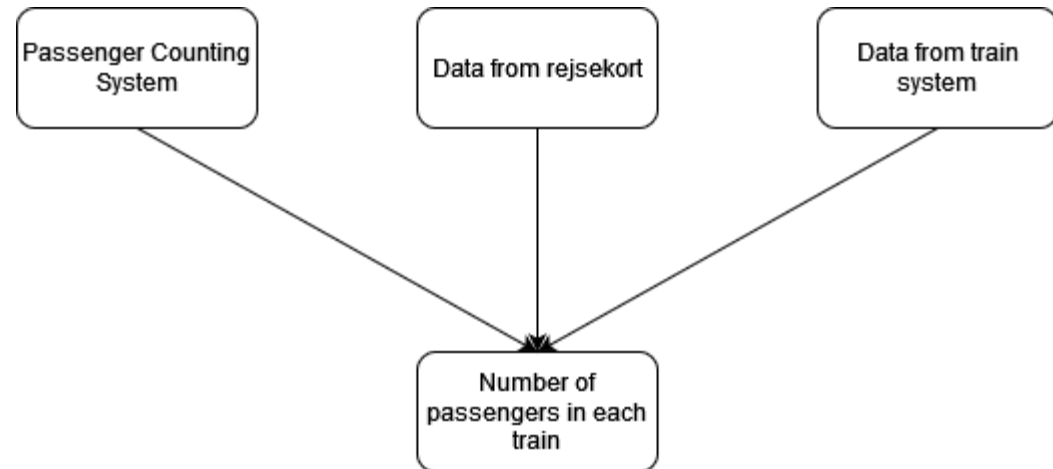 Passenger Counting
System
Data from rejsekort
Data from train
system
Number of
passengers in each
train